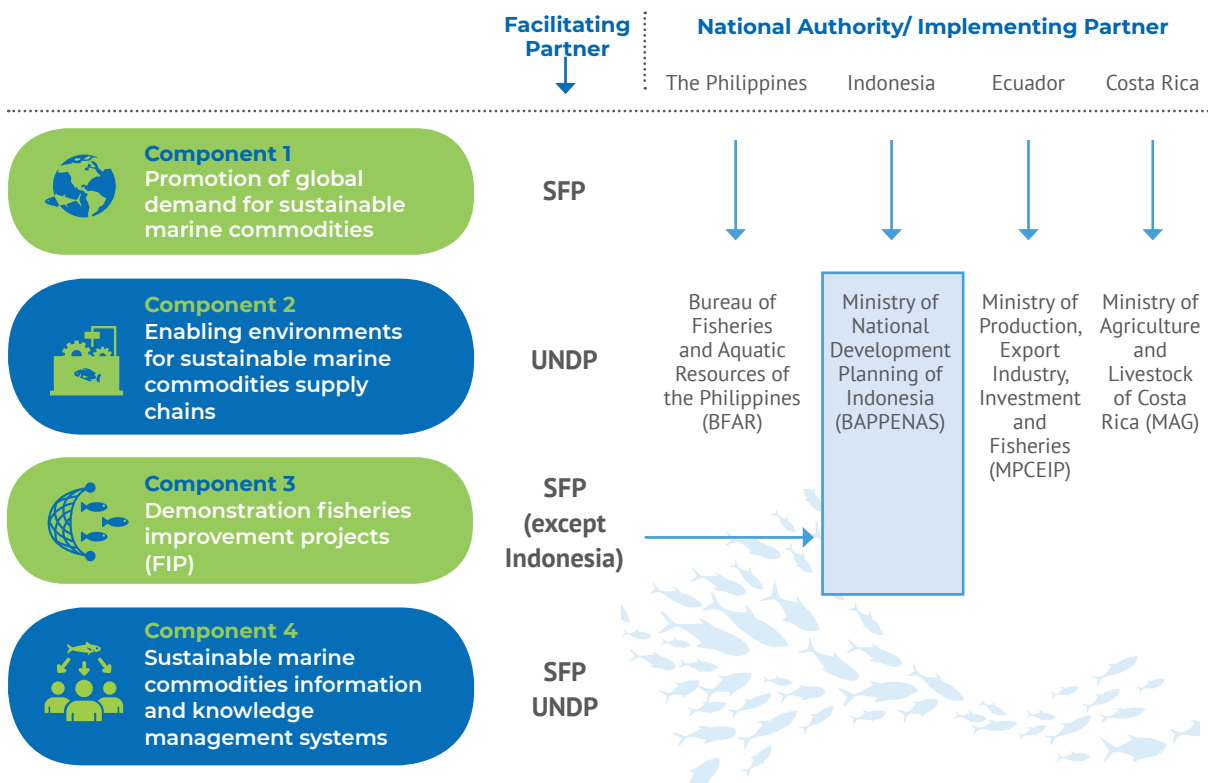 Facilitating
Partner
National Authority/ Implementing Partner
The Philippines
Indonesia
Ecuador
Costa Rica
Component 1
Promotion of global
demand for sustainable
marine commodities
SFP
Component 2
Enabling environments
for sustainable marine
commodities supply
chains
UNDP
Bureau of
Fisheries
and Aquatic
Resources of
the Philippines
(BFAR)
Ministry of
National
Development
Planning of
Indonesia
(BAPPENAS)
Ministry of
Production,
Export
Industry,
Investment
and
Fisheries
(MPCEIP)
Ministry of
Agriculture
and
Livestock
of Costa
Rica (MAG)
Component 3
Demonstration fisheries
improvement projects
(FIP)
SFP
(except
Indonesia)
Component 4
Sustainable marine
commodities information
and knowledge
management systems
SFP
UNDP